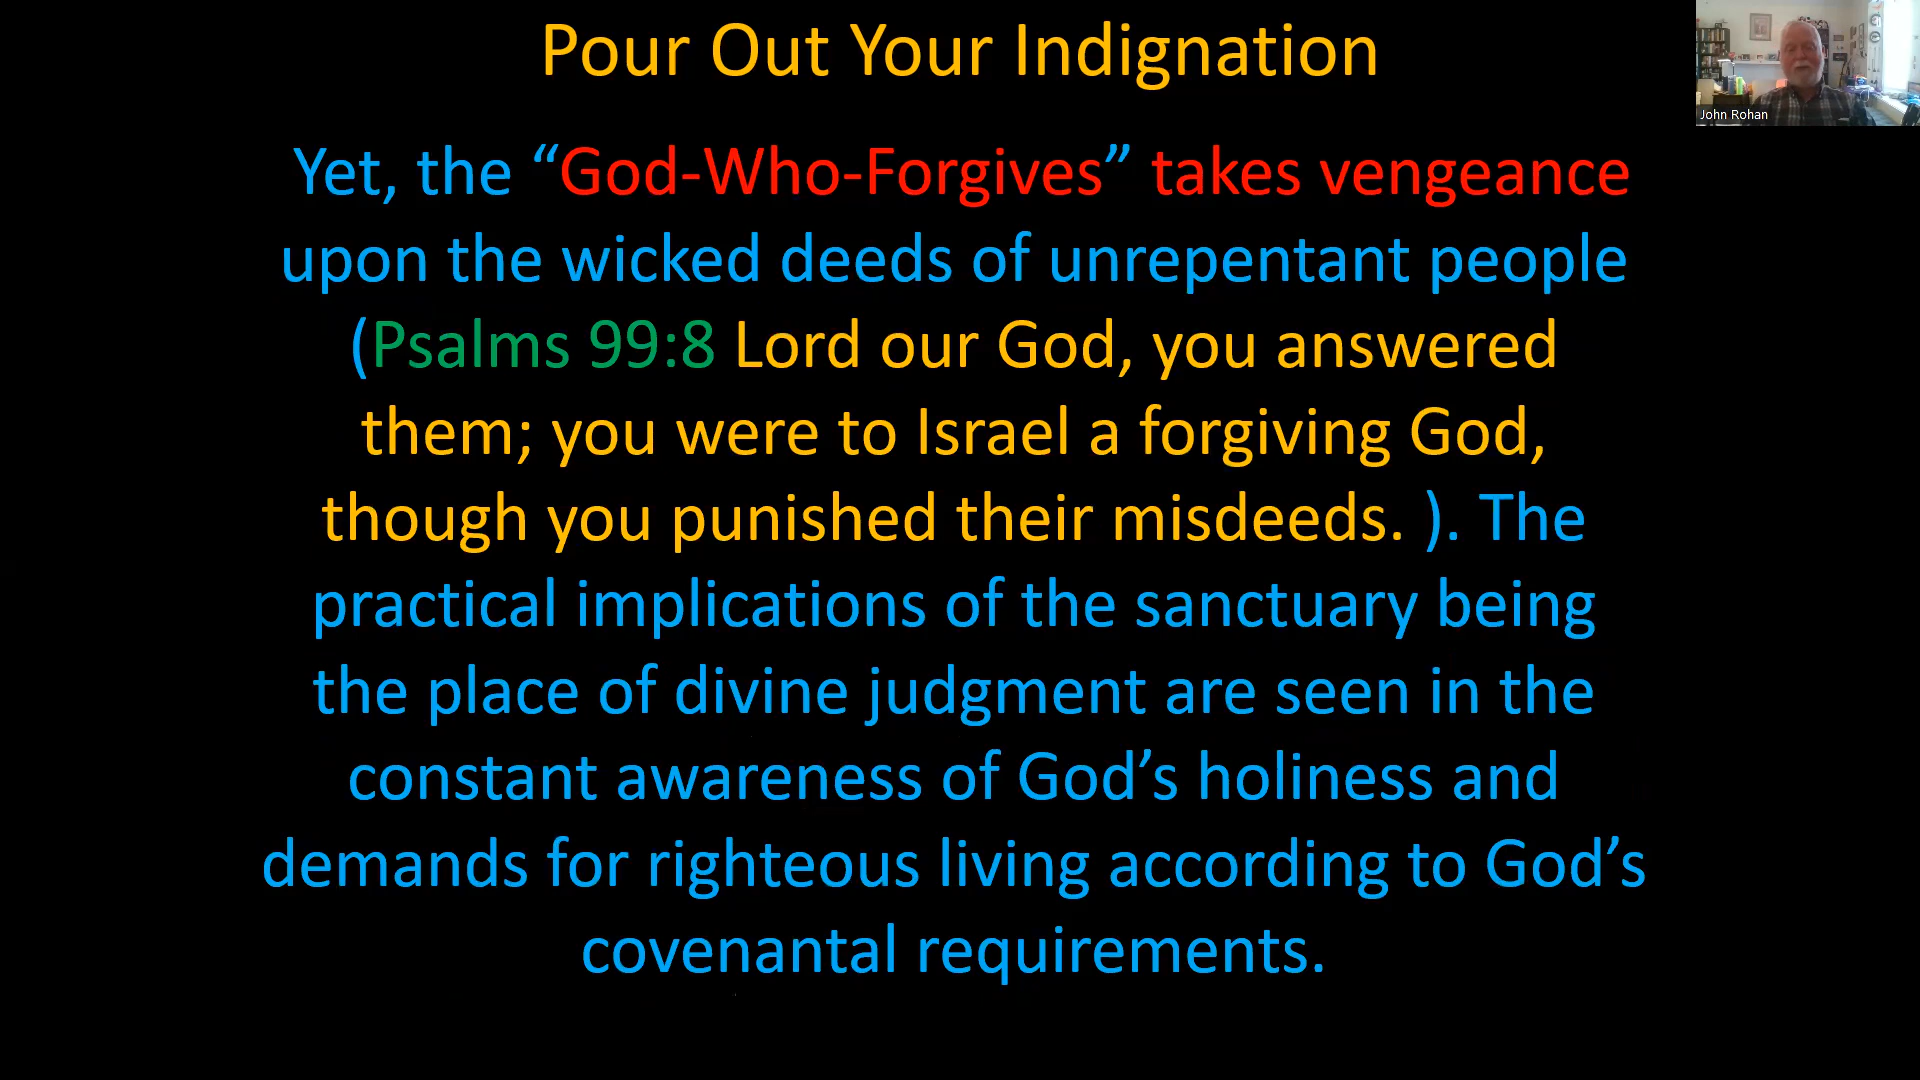 Pour Out Your Indignation
John Rohan
Yet, the “God-Who-Forgives” takes vengeance
upon the wicked deeds of unrepentant people
(Psalms 99:8 Lord our God, you answered
them; you were to Israel a forgiving God,
though you punished their misdeeds. ). The
practical implications of the sanctuary being
the place of divine judgment are seen in the
constant awareness of God’s holiness and
demands for righteous living according to God’s
covenantal requirements.